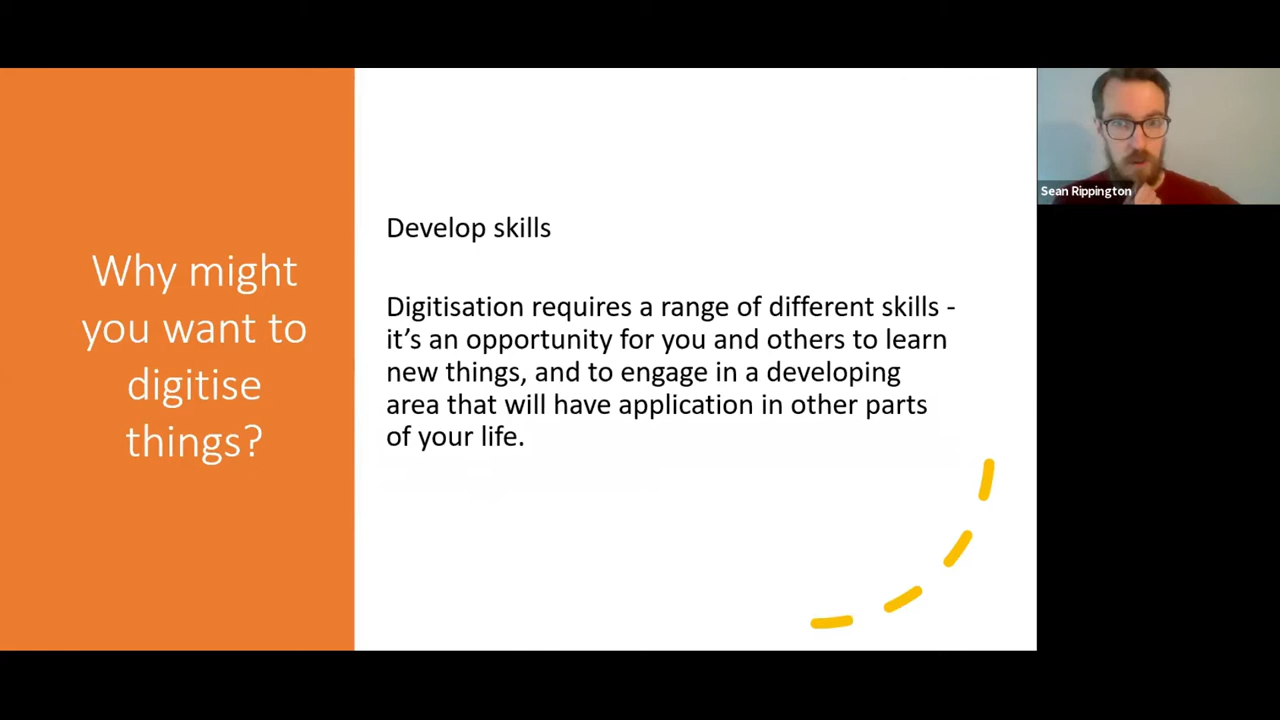 Why might
you want to
digitise
things?
Develop skills
Digitisation requires a range of different skills -
it’s an opportunity for you and others to learn
new things, and to engage in a developing
area that will have application in other parts
of your life.
Sean Rippington